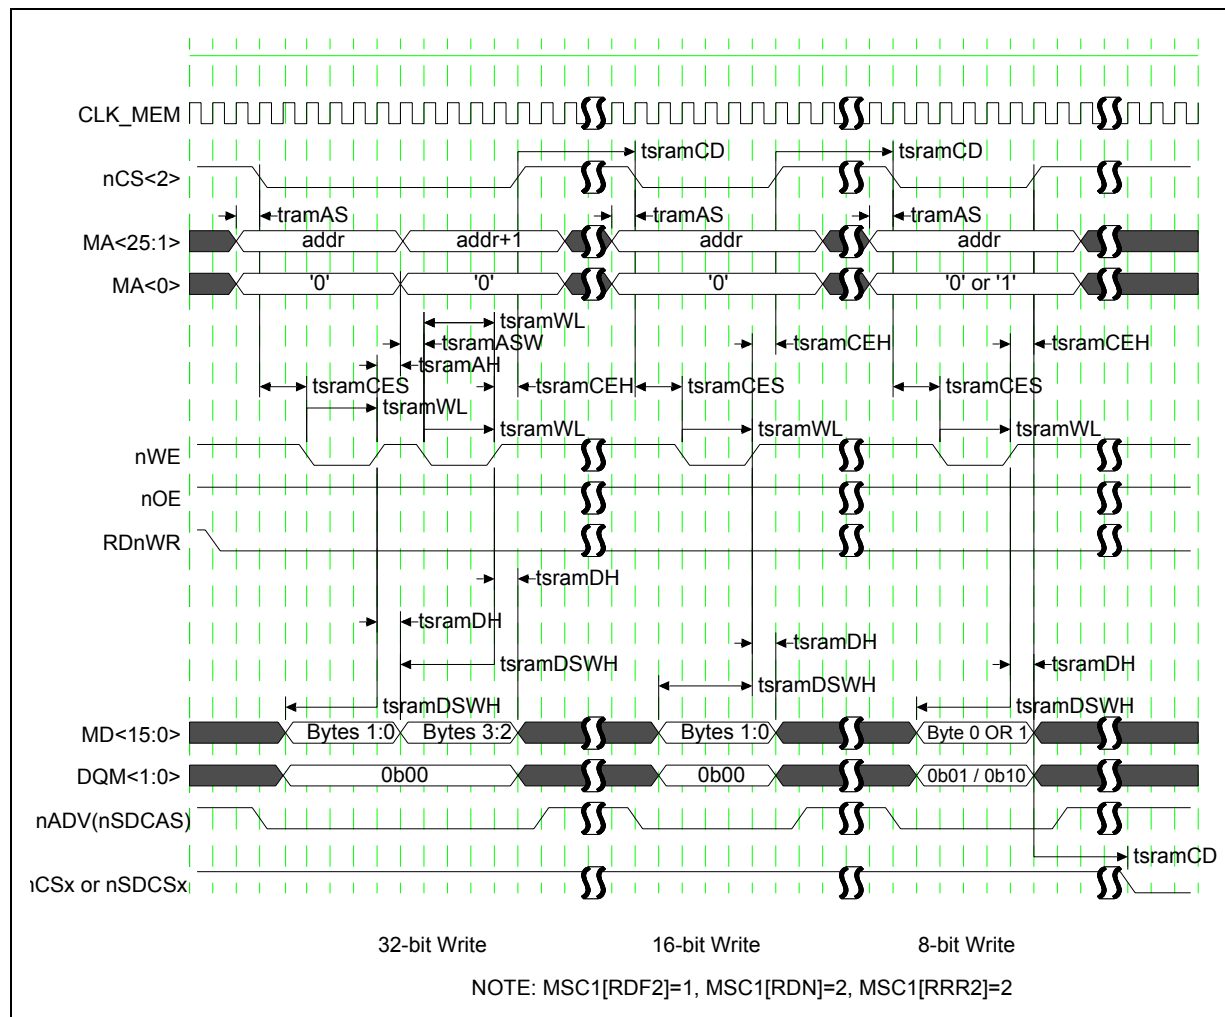 CLK_MEM
tsramCD tsramCD
nCS<2>
tramAS tramAS tramAS
MA<25:1> addr addr+1 addr addr
MA<0> '0' '0' '0' '0' or '1'
tsramWL
tsramASW tsramCEH tsramCEH
tsramAH
tsramCES tsramCEH tsramCES tsramCES
tsramWL
tsramWL tsramWL tsramWL
nWE
nOE
RDnWR
tsramDH
tsramDH
tsramDH tsramDH
tsramDSWH
tsramDSWH
tsramDSWH tsramDSWH
MD<15:0> Bytes 1:0 Bytes 3:2 Bytes 1:0 Byte 0 OR 1
DQM<1:0> 0b00 0b00 0b01 / 0b10
nADV(nSDCAS)
tsramCD
nCSx or nSDCSx
32-bit Write 16-bit Write 8-bit Write
NOTE: MSC1[RDF2]=1, MSC1[RDN]=2, MSC1[RRR2]=2